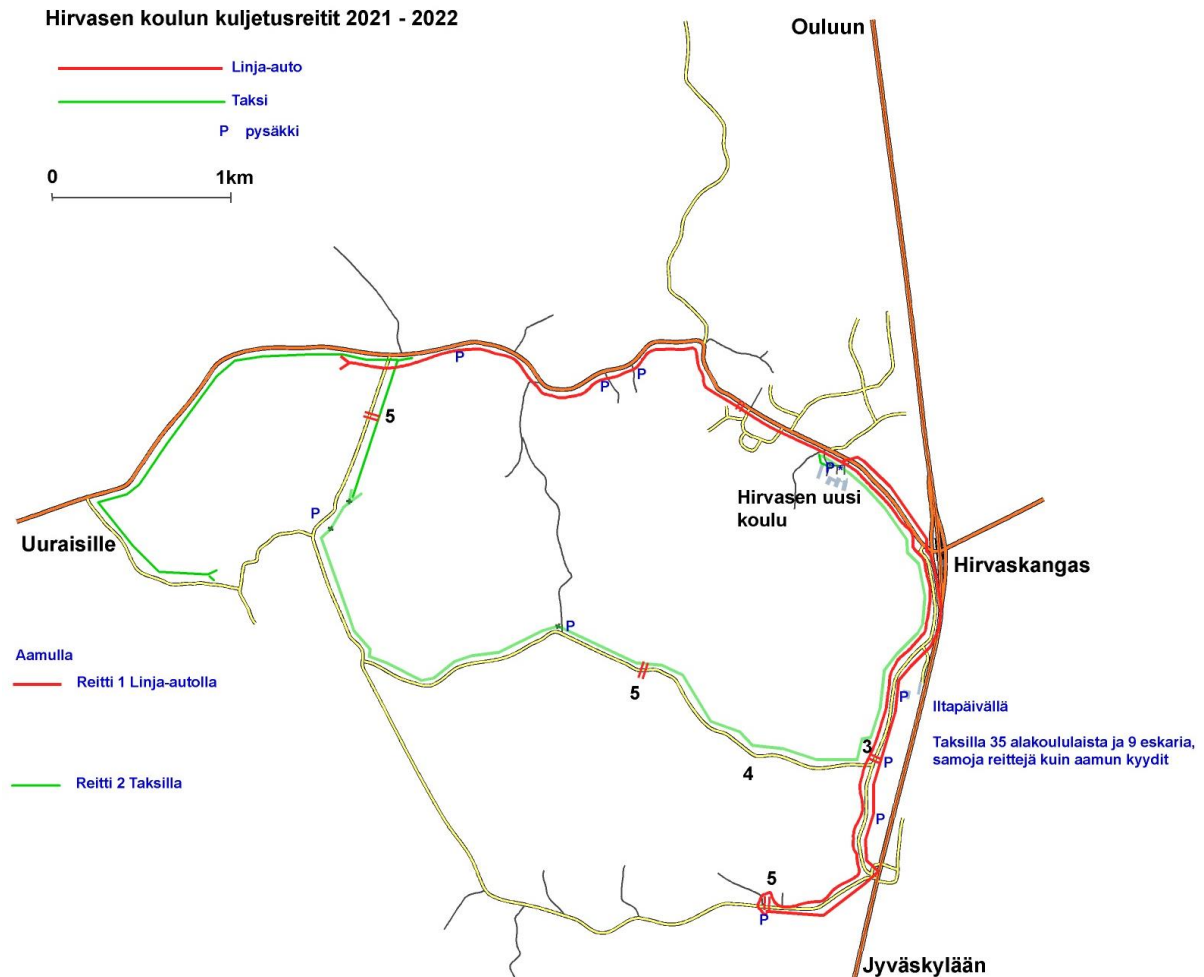 Hirvasen koulun kuljetusreitit 2021 - 2022
Ouluun
Linja-auto
Taksi
P pysäkki
0 1km
P
P
P
5
P
P
Hirvasen uusi
koulu
Uuraisille
Hirvaskangas
P
Aamulla
Reitti 1 Linja-autolla
5
P
Iltapäivällä
3
Taksilla 35 alakoululaista ja 9 eskaria,
samoja reittejä kuin aamun kyydit
P
4
Reitti 2 Taksilla
P
5
P
Jyväskylään